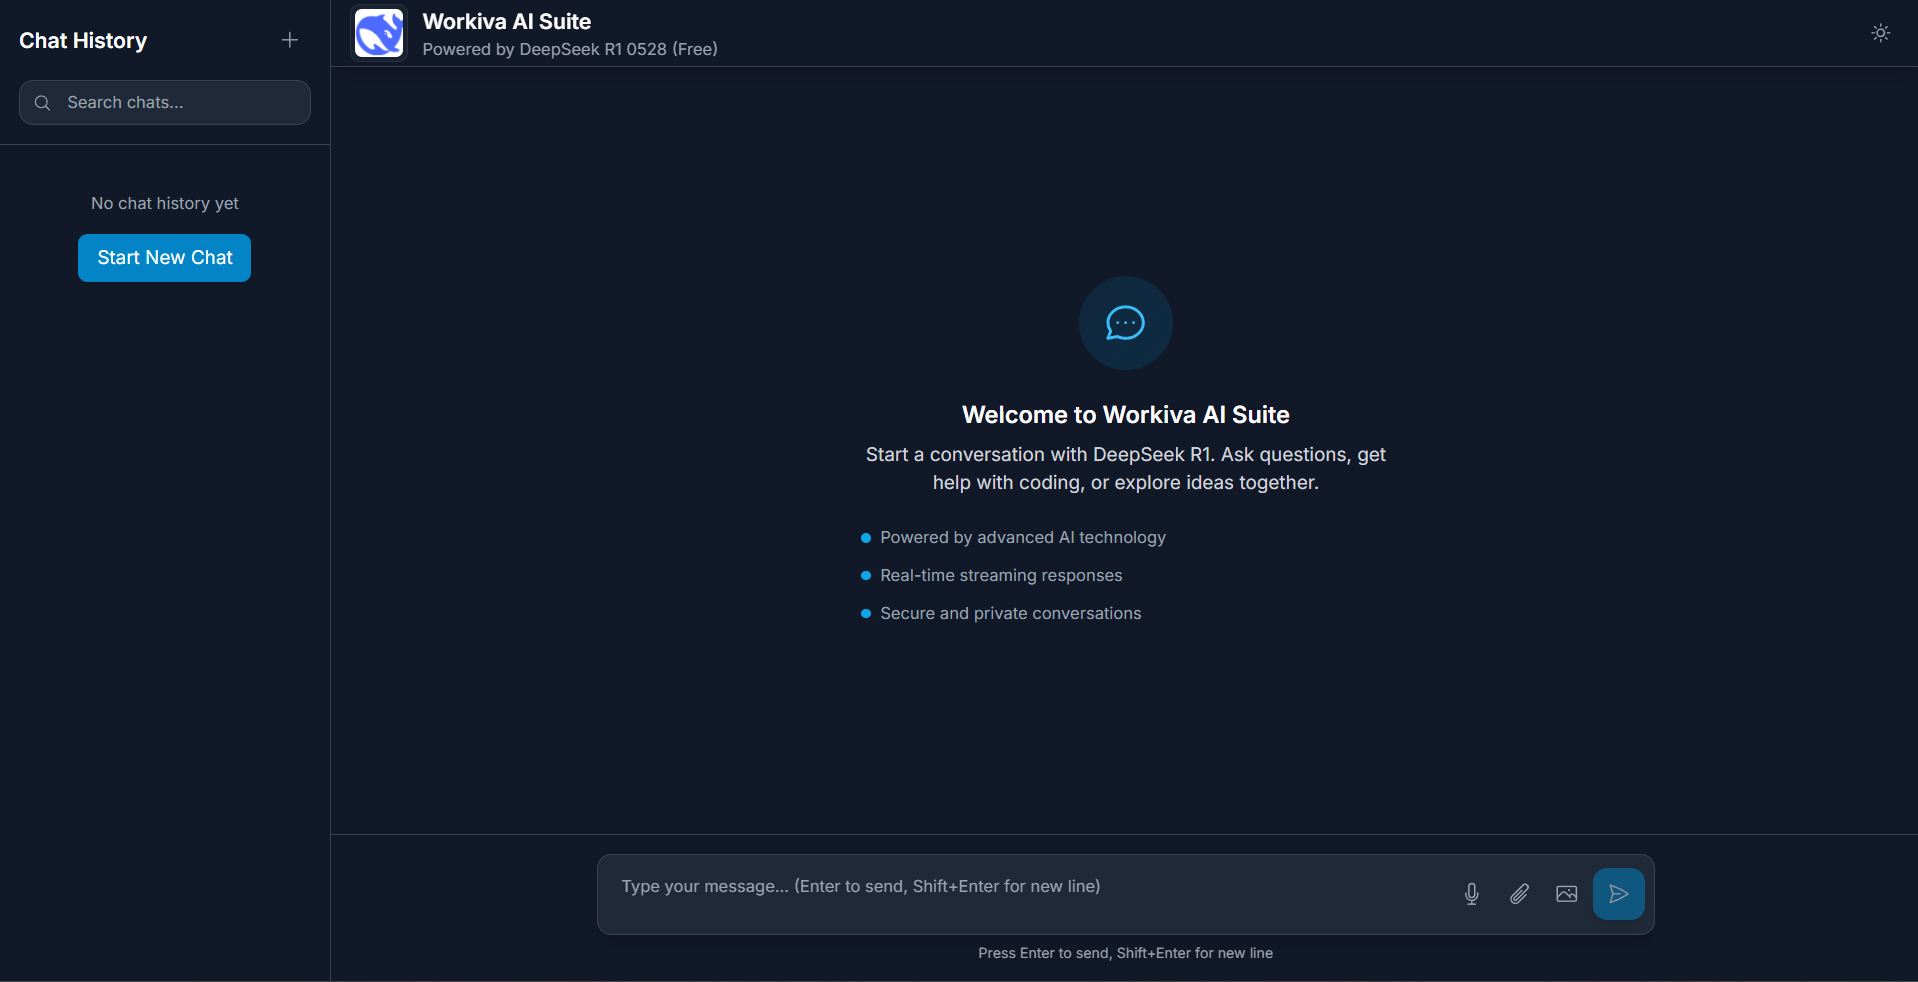 Chat History
Search chats...
No chat history yet
Start New Chat
Workiva AI Suite
Powered by DeepSeek R1 0528 (Free)
Welcome to Workiva AI Suite
Start a conversation with DeepSeek R1. Ask questions, get
help with coding, or explore ideas together.
Powered by advanced AI technology
Real-time streaming responses
Secure and private conversations
Type your message... (Enter to send, Shift+Enter for new line)
Press Enter to send, Shift+Enter for new line